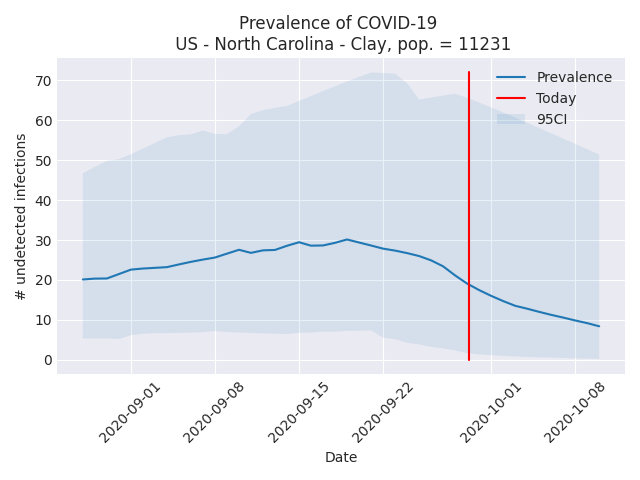 Prevalence of COVID-19
US - North Carolina - Clay, pop. = 11231
Prevalence
Today
95CI
# undetected infections
70
60
50
40
30
20
10
0
2020-09-01
2020-09-08
2020-09-15
2020-09-22
2020-10-01
2020-10-08
Date